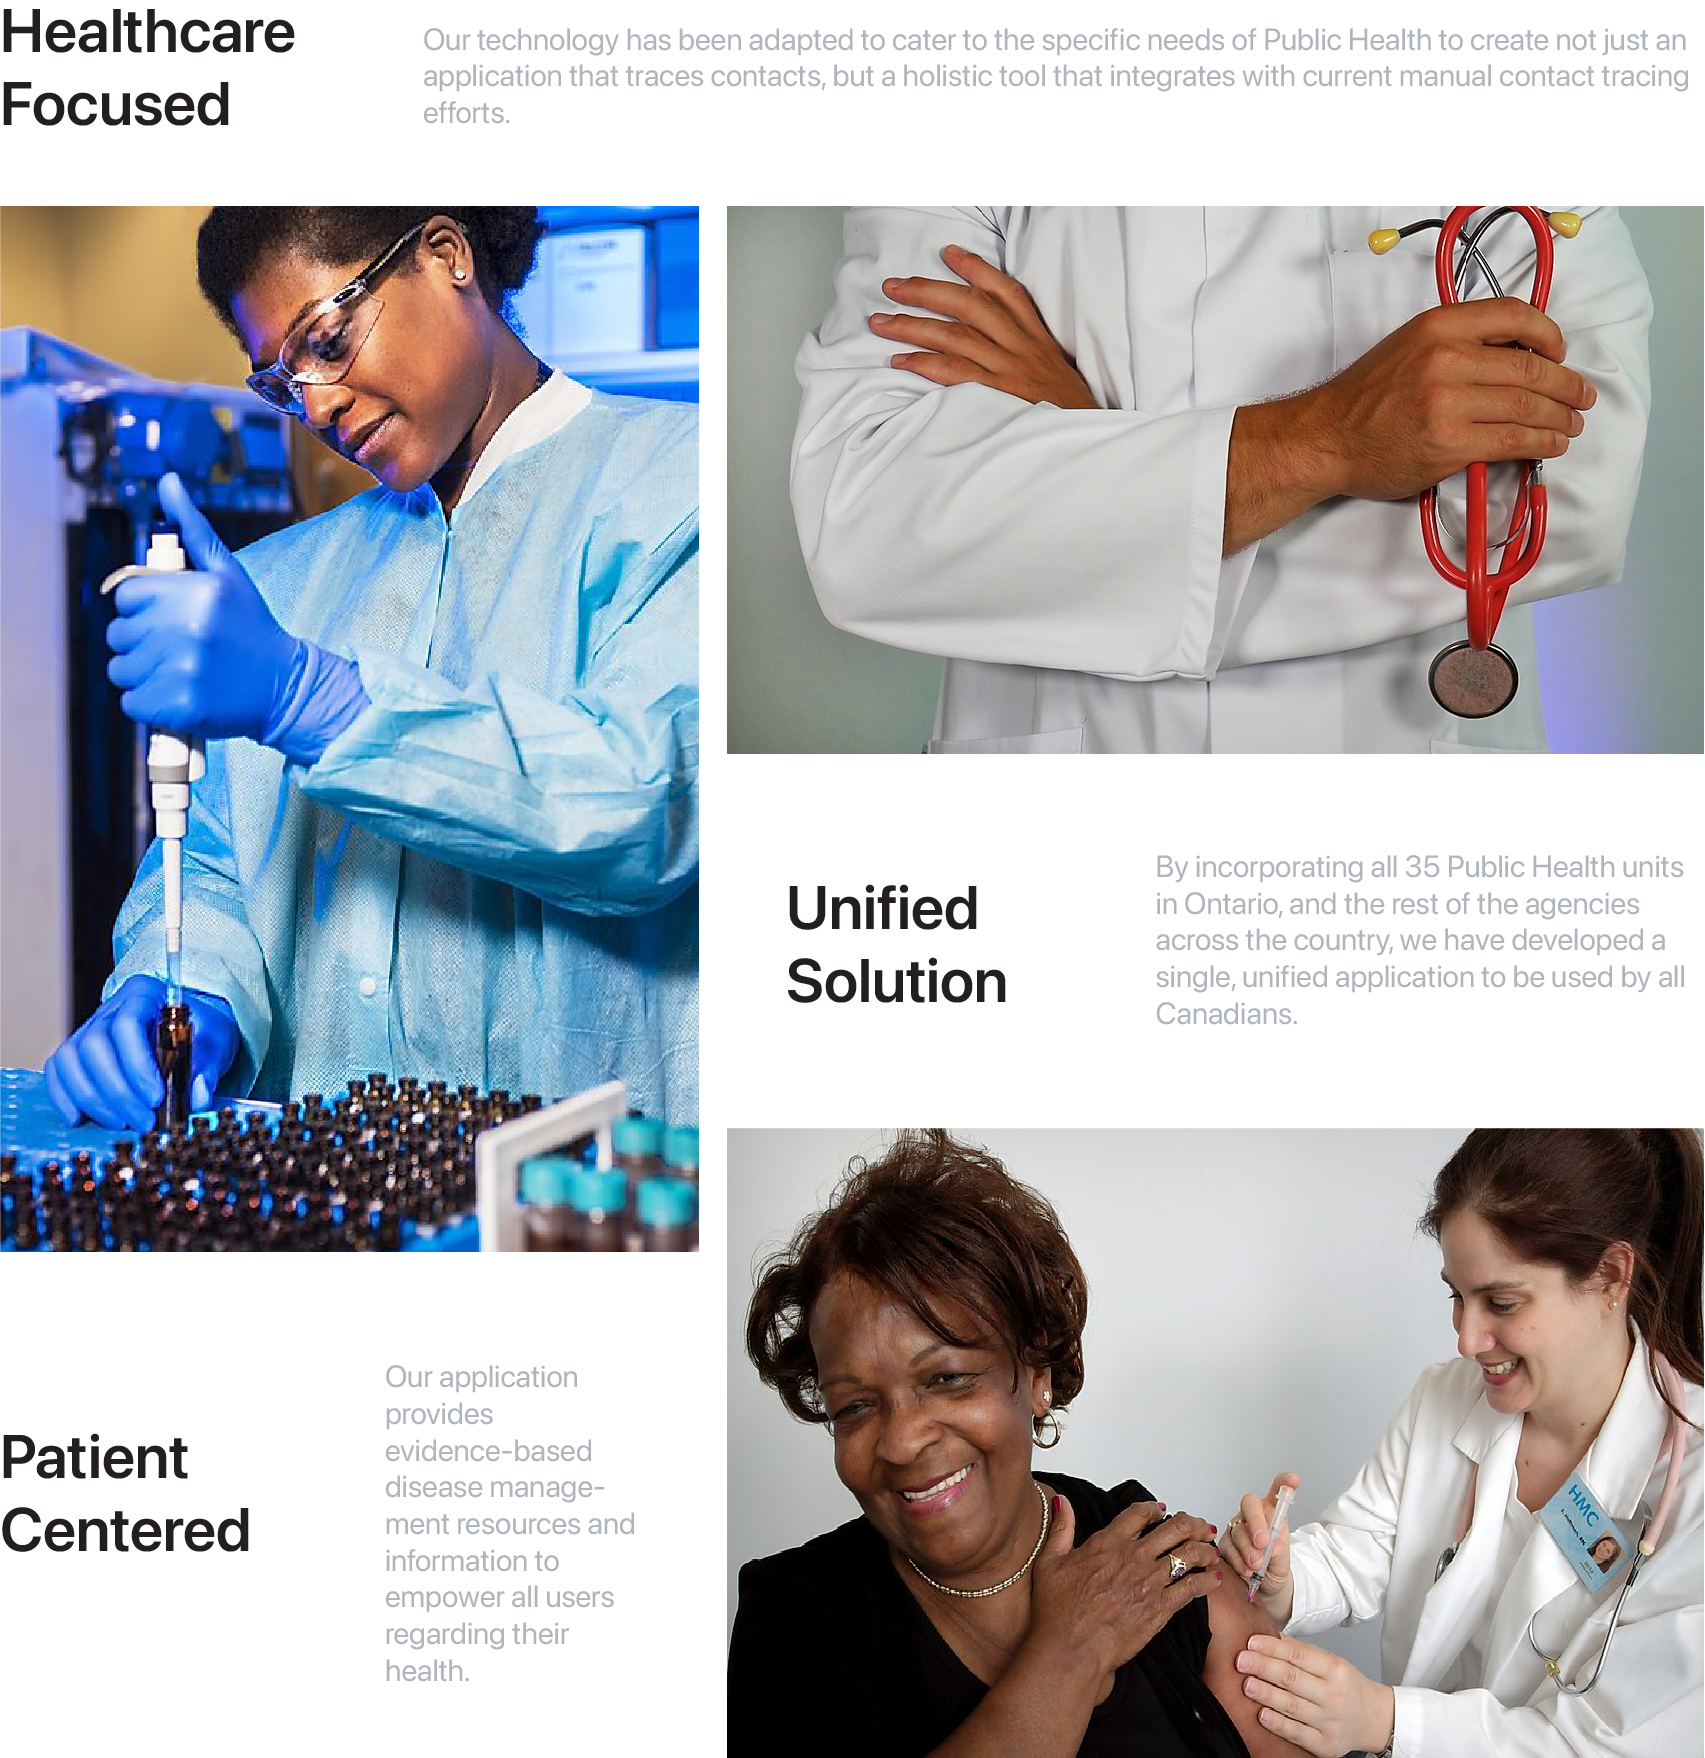 Healthcare
Focused
Our technology has been adapted to cater to the specific needs of Public Health to create not just an
application that traces contacts, but a holistic tool that integrates with current manual contact tracing
efforts.
Unified
Solution
By incorporating all 35 Public Health units
in Ontario, and the rest of the agencies
across the country, we have developed a
single, unified application to be used by all
Canadians.
Patient
Centered
Our application
provides
evidence-based
disease manage-
ment resources and
information to
empower all users
regarding their
health.
HMC